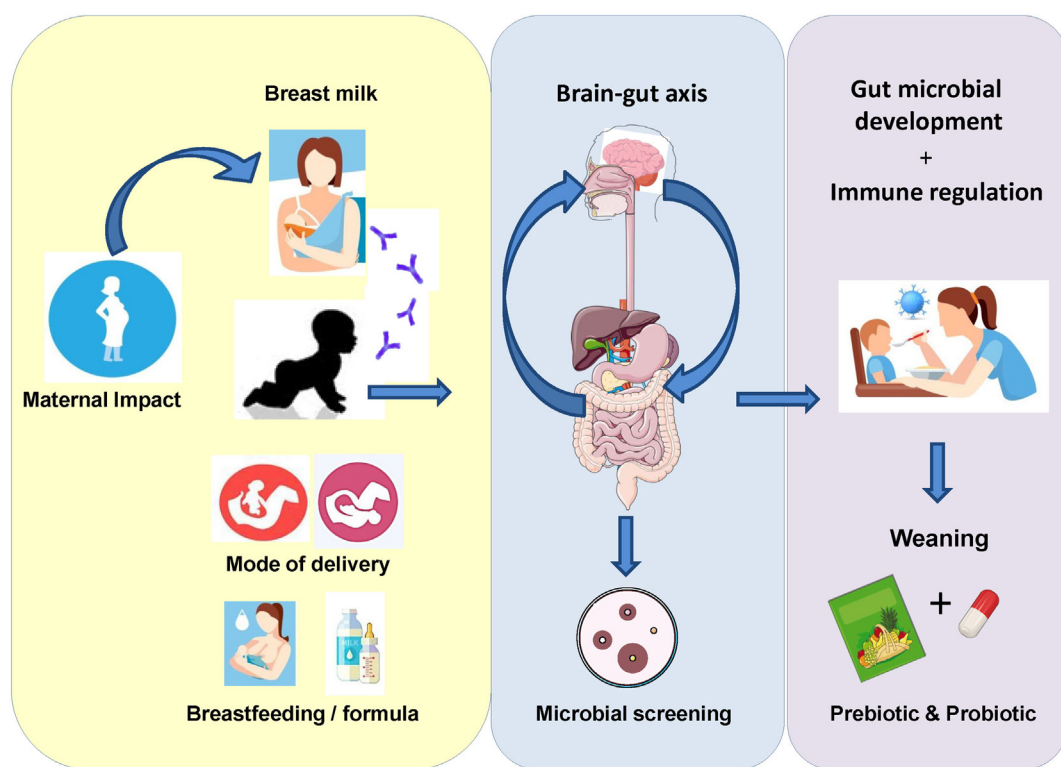 Breast milk
Maternal Impact
Mode of delivery
MILK
Breastfeeding / formula
Brain-gut axis
Microbial screening
Gut microbial
development
+
Immune regulation
Weaning
+
Prebiotic & Probiotic